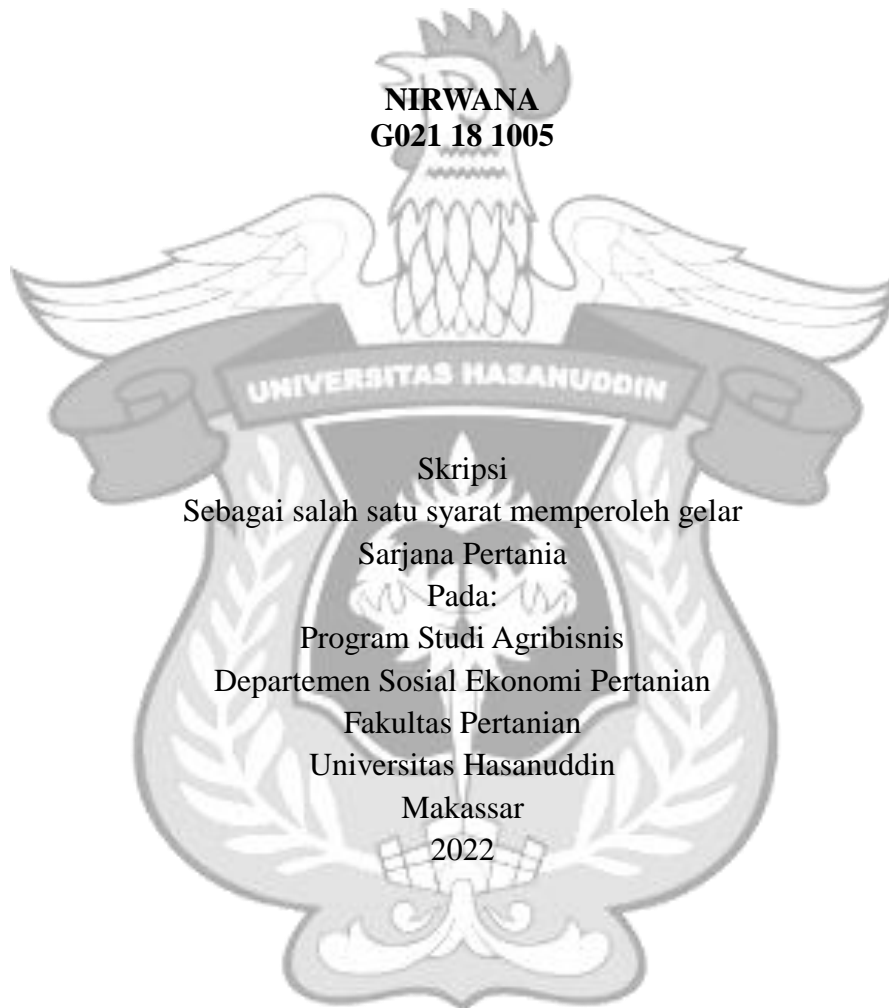 NIRWANA
G021 18 1005
UNIVERSITAS HASANUDDIN
Skripsi
Sebagai salah satu syarat memperoleh gelar
Sarjana Pertania
Pada:
Program Studi Agribisnis
Departemen Sosial Ekonomi Pertanian
Fakultas Pertanian
Universitas Hasanuddin
Makassar
2022